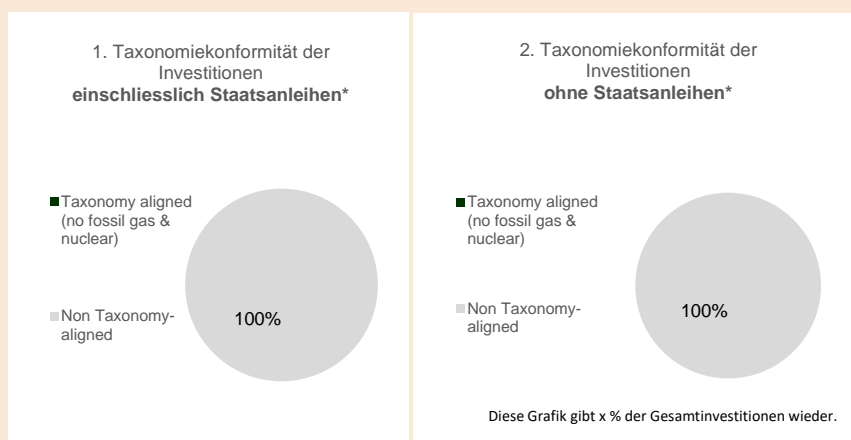 1. Taxonomiekonformität der
Investitionen
einschliesslich Staatsanleihen*
Taxonomy aligned
(no fossil gas &
nuclear)
Non Taxonomy-
aligned
100%
2. Taxonomiekonformität der
Investitionen
ohne Staatsanleihen*
Taxonomy aligned
(no fossil gas &
nuclear)
Non Taxonomy-
aligned
100%
Diese Grafik gibt x % der Gesamtinvestitionen wieder.